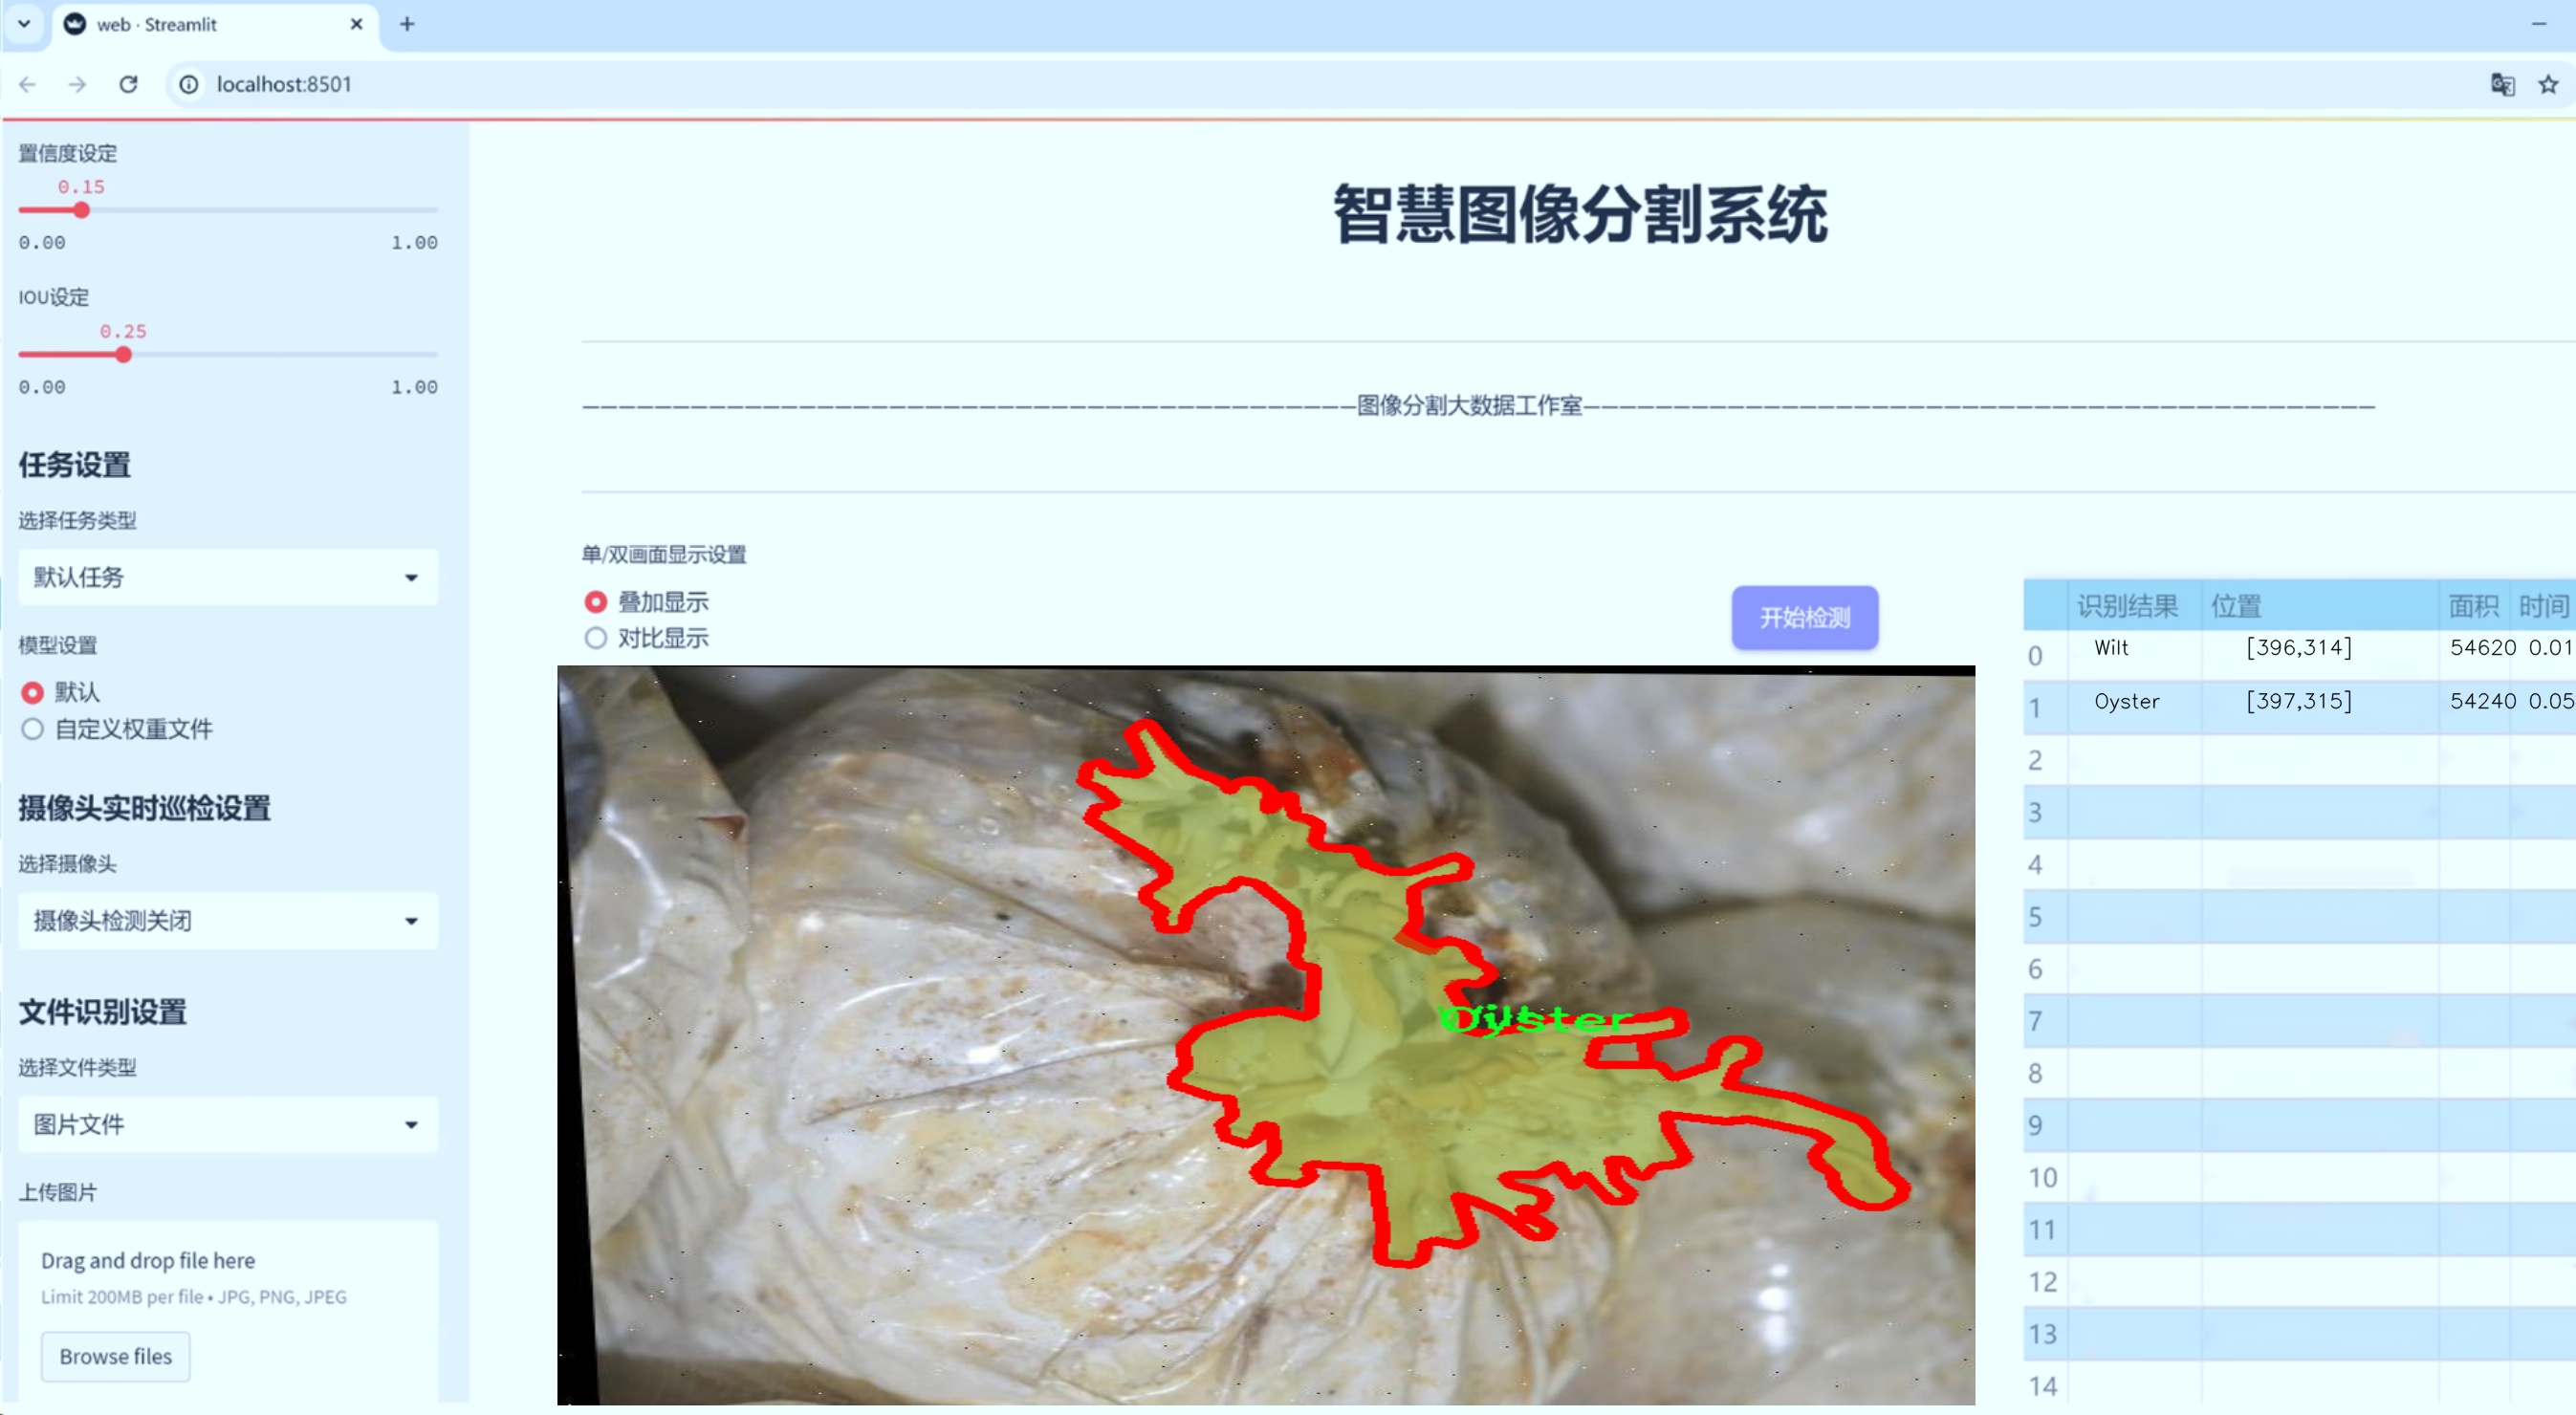 web · Streamlit
localhost:8501
置信度设定
0.15
0.00 1.00
IOU设定
0.25
0.00 1.00
任务设置
选择任务类型
默认任务
模型设置
默认
自定义权重文件
摄像头实时巡检设置
选择摄像头
摄像头检测关闭
文件识别设置
选择文件类型
图片文件
上传图片
Drag and drop file here
Limit 200MB per file • JPG, PNG, JPEG
Browse files
智慧图像分割系统
———————————————————————————————————————————图像分割大数据工作室————————————————————————————————————————————
单/双画面显示设置
叠加显示
对比显示
开始检测
Oyster
识别结果 位置 面积 时间
0 Wilt [396,314] 54620 0.01
1 Oyster [397,315] 54240 0.05
2
3
4
5
6
7
8
9
10
11
12
13
14